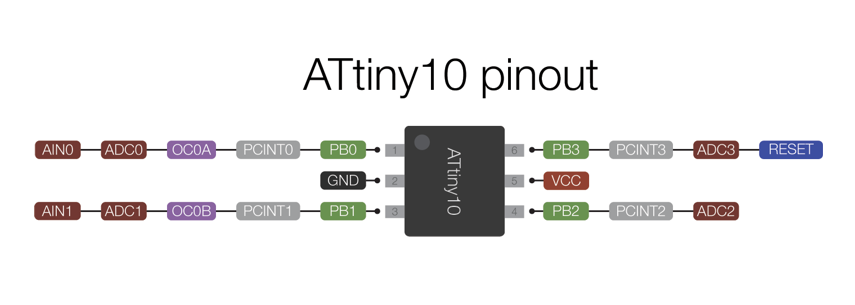 ATtiny10 pinout
AIN0 ADC0 OC0A PCINT0 PB0 1 6 PB3 PCINT3 ADC3 RESET
GND 2 ATtiny10 5 VCC
AIN1 ADC1 OC0B PCINT1 PB1 3 4 PB2 PCINT2 ADC2